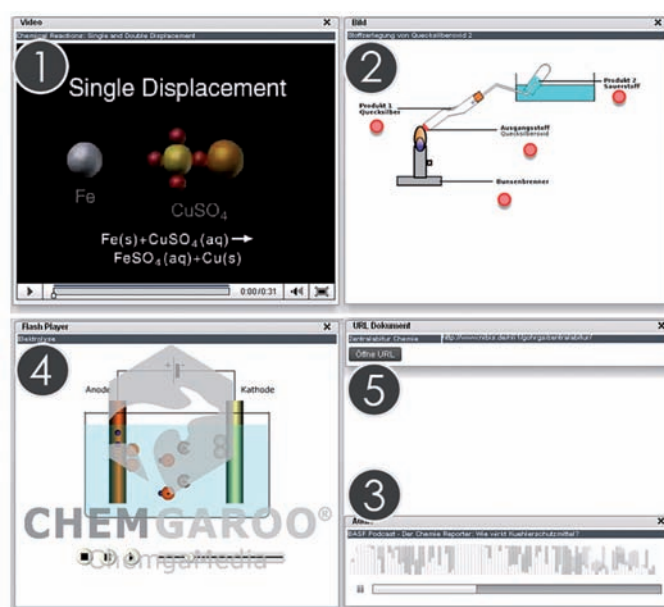 Video
Chemical Reactions: Single and Double Displacement
1
Single Displacement
Fe
CuSO₄
Fe(s)+CuSO₄(aq)→
FeSO₄(aq)+Cu(s)
0:00/0:31
Bild
Stoffzerlegung von Quecksilberoxid 2
2
Produkt 2
Sauerstoff
Produkt 1
Quecksilber
Ausgangsstoff
Quecksilberoxid
Bunsenbrenner
Flash Player
Elektrolyse
4
Anode
Kathode
CHEMGAROO®
ChemgaMedia
URL Dokument
Zentralabitur Chemie
Öffne URL
5
3
BASF Podcast - Der Chemie Reporter: Wie wirkt Kuehlerschutzmittel?